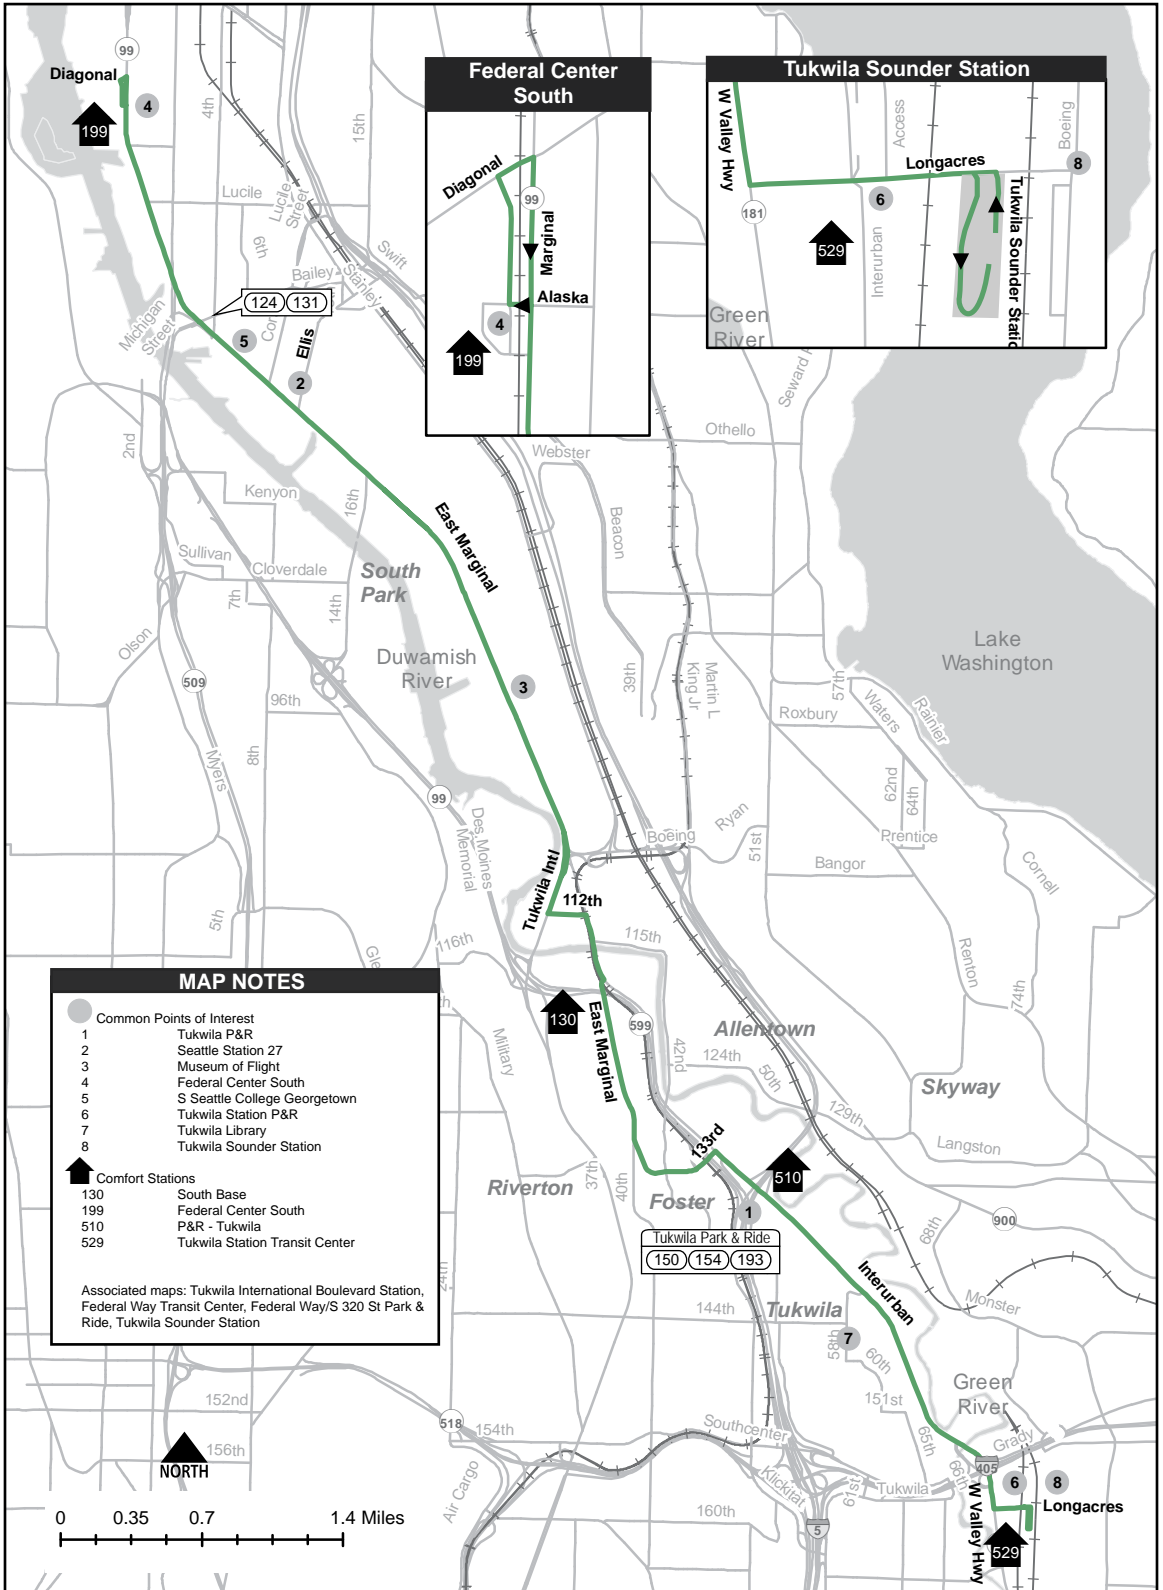 99
Diagonal
4
199
4th
15th
Lucile
Lucile
Street
6th
Swift
Bailey
Stanley
124 131
Michigan
Street
5
Ellis
2
Federal Center
South
Diagonal
99
Marginal
Alaska
4
199
Tukwila Sounder Station
W Valley Hwy
Access
Boeing
Longacres
8
6
181
529
Interurban
Tukwila Sounder Static
Green
River
Othello
Webster
2nd
Kenyon
16th
East Marginal
Beacon
Sullivan
Cloverdale
South
Park
7th
14th
Olson
Duwamish
River
Lake
Washington
509
96th
3
39th
Martin L
King Jr
57th
Waters
Rainier
Roxbury
Myers
8th
99
62nd
64th
Des Moines
Memorial
Boeing
Ryan
51st
Prentice
Bangor
Cornell
Tukwila Intl
112th
5th
116th
115th
Renton
74th
MAP NOTES
Common Points of Interest
1 Tukwila P&R
2 Seattle Station 27
3 Museum of Flight
4 Federal Center South
5 S Seattle College Georgetown
6 Tukwila Station P&R
7 Tukwila Library
8 Tukwila Sounder Station
Comfort Stations
130 South Base
199 Federal Center South
510 P&R - Tukwila
529 Tukwila Station Transit Center
Associated maps: Tukwila International Boulevard Station,
Federal Way Transit Center, Federal Way/S 320 St Park &
Ride, Tukwila Sounder Station
130
599
East Marginal
Allentown
Military
42nd
124th
50th
Skyway
129th
Langston
133rd
510
37th
40th
Riverton
Foster
1
Tukwila Park & Ride
150 154 193
68th
900
Interurban
Monster
144th
Tukwila
7
58th
60th
151st
Green
River
152nd
156th
NORTH
518
154th
Southcenter
65th
Grady
405
66th
6
8
Air Cargo
Klickitat
61st
Tukwila
W Valley Hwy
Longacres
160th
5
529
0 0.35 0.7 1.4 Miles